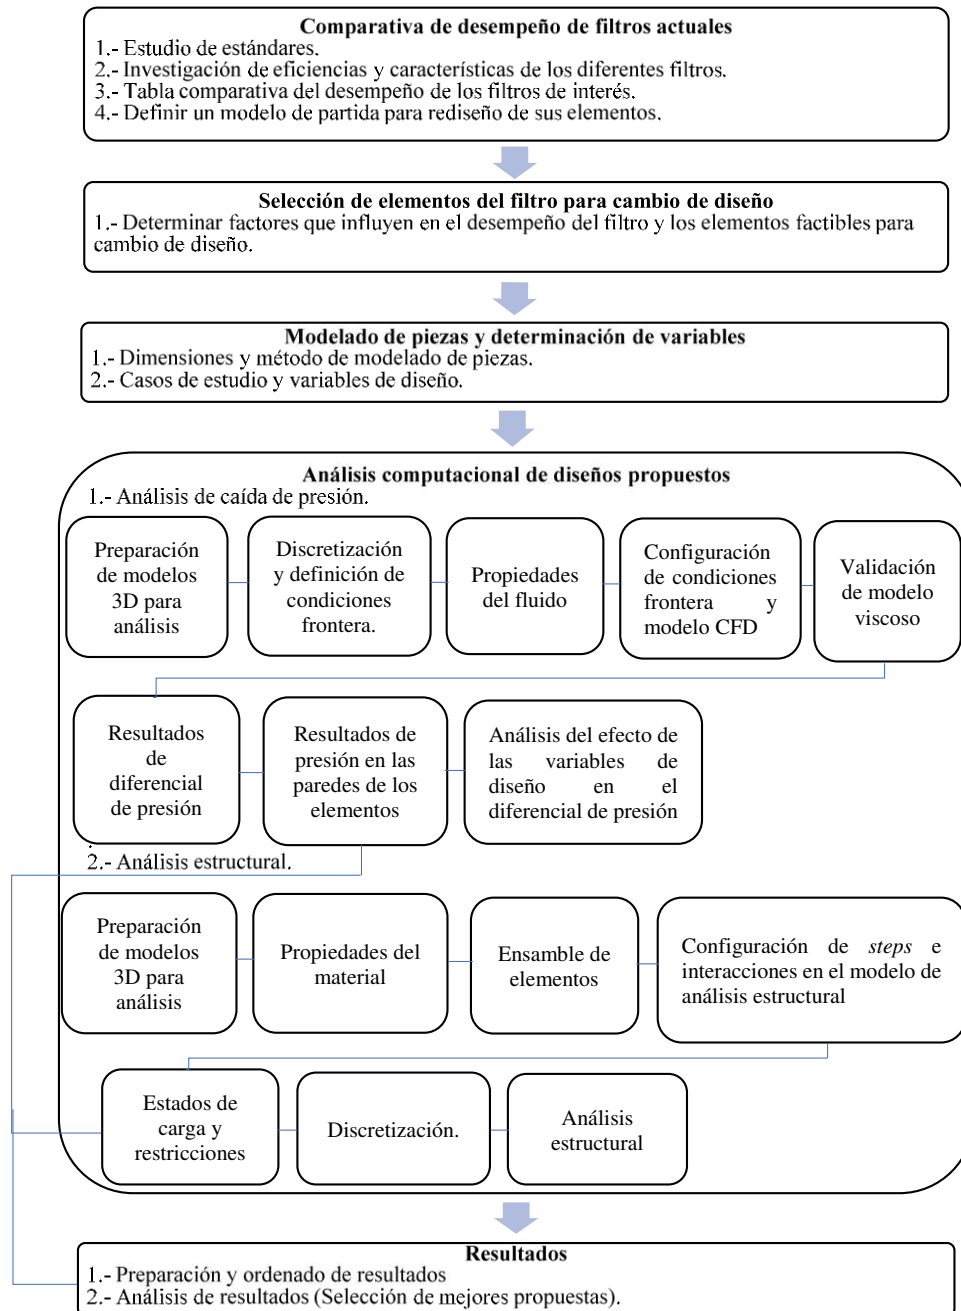 Comparativa de desempeño de filtros actuales
1.- Estudio de estándares.
2.- Investigación de eficiencias y características de los diferentes filtros.
3.- Tabla comparativa del desempeño de los filtros de interés.
4.- Definir un modelo de partida para rediseño de sus elementos.
Selección de elementos del filtro para cambio de diseño
1.- Determinar factores que influyen en el desempeño del filtro y los elementos factibles para
cambio de diseño.
Modelado de piezas y determinación de variables
1.- Dimensiones y método de modelado de piezas.
2.- Casos de estudio y variables de diseño.
Análisis computacional de diseños propuestos
1.- Análisis de caída de presión.
Preparación
de modelos
3D para
análisis
Discretización
y definición de
condiciones
frontera.
Propiedades
del fluido
Configuración
de condiciones
frontera y
modelo CFD
Validación
de modelo
viscoso
Resultados
de
diferencial
de presión
Resultados de
presión en las
paredes de los
elementos
Análisis del efecto de
las variables de
diseño en el
diferencial de presión
.
2.- Análisis estructural.
Preparación
de modelos
3D para
análisis
Propiedades del
material
Ensamble de
elementos
Configuración de steps e
interacciones en el modelo de
análisis estructural
Estados de
carga y
restricciones
Discretización.
Análisis
estructural
Resultados
1.- Preparación y ordenado de resultados
2.- Análisis de resultados (Selección de mejores propuestas).